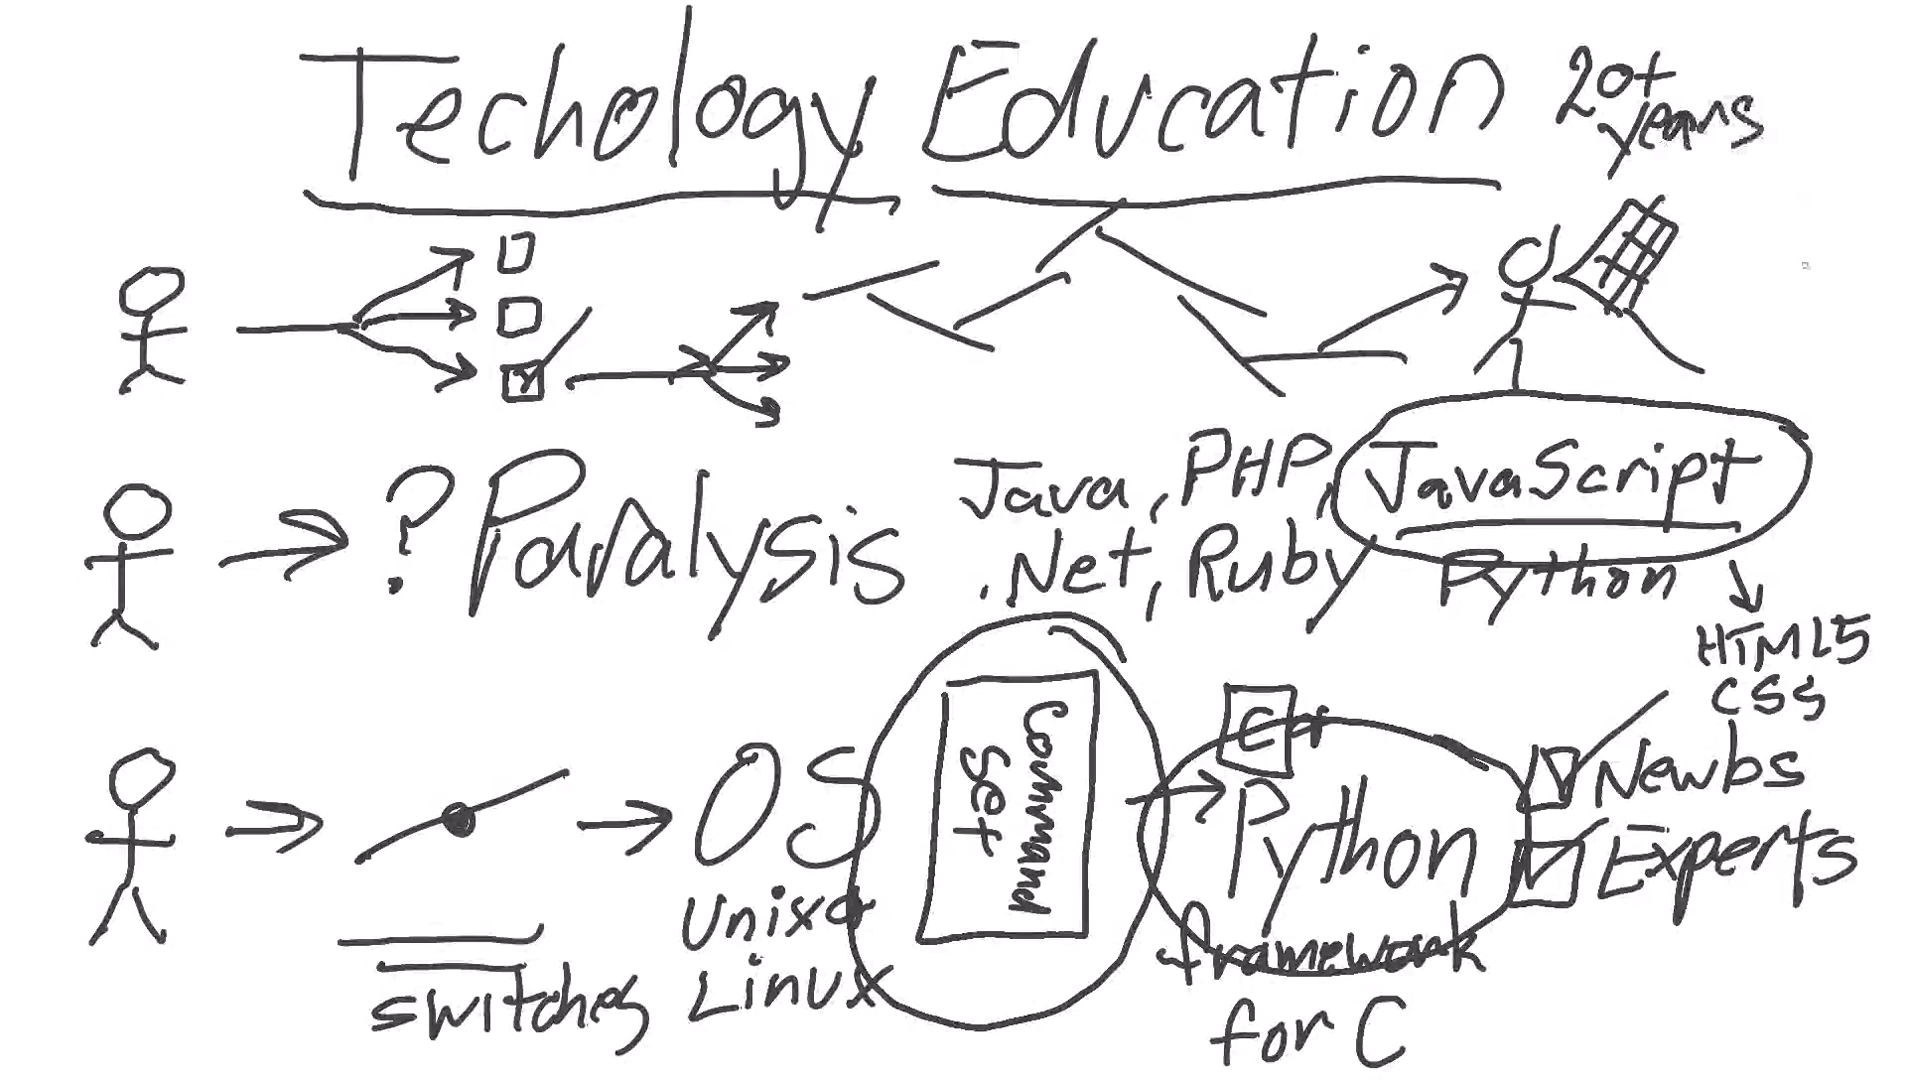 Techology Education 20+
years
? Paralysis
Java, PHP, JavaScript
.Net, Ruby Python
HTML5
CSS
OS
Unix or
Linux
switches
Command
Set
Python
framework
for C
Newbs
Experts